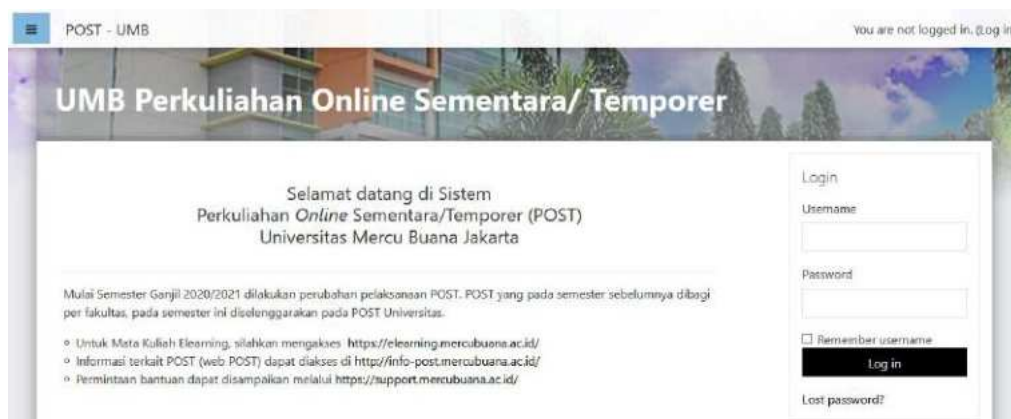 POST - UMB
You are not logged in. (Log in
UMB Perkuliahan Online Sementara/ Temporer
Selamat datang di Sistem
Perkuliahan Online Sementara/Temporer (POST)
Universitas Mercu Buana Jakarta
Mulai Semester Ganjil 2020/2021 dilakukan perubahan pelaksanaan POST. POST yang pada semester sebelumnya dibagi
per fakultas, pada semester ini diselenggarakan pada POST Universitas.
Untuk Mata Kuliah Elearning, silahkan mengakses https://elearning.mercubuana.ac.id/
Informasi terkait POST (web POST) dapat diakses di http://info-post.mercubuana.ac.id/
Permintaan bantuan dapat disampaikan melalui https://support.mercubuana.ac.id/
Login
Username
Password
Remember username
Log in
Lost password?